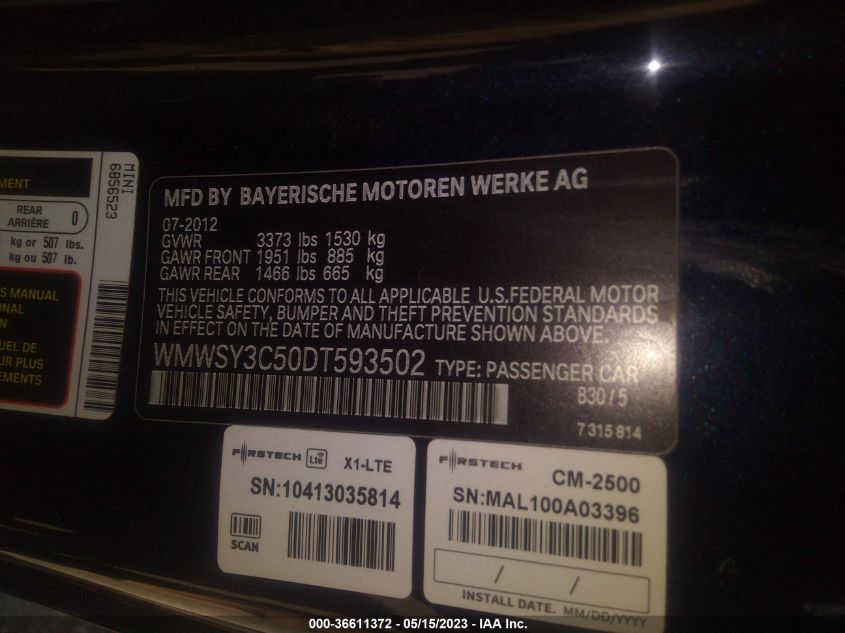 MFD BY BAYERISCHE MOTOREN WERKE AG
07-2012
GVWR 3373 lbs 1530 kg
GAWR FRONT 1951 lbs 885 kg
GAWR REAR 1466 lbs 665 kg
THIS VEHICLE CONFORMS TO ALL APPLICABLE U.S.FEDERAL MOTOR
VEHICLE SAFETY, BUMPER AND THEFT PREVENTION STANDARDS
IN EFFECT ON THE DATE OF MANUFACTURE SHOWN ABOVE.
WMWSY3C50DT593502 TYPE: PASSENGER CAR
B30/5
7 315 814
MENT
REAR
ARRIÈRE 0
kg or 507 lbs.
kg ou 507 lb.
S MANUAL
ONAL
N
UEL DE
UR PLUS
EMENTS
MINI
6856523
FIRSTECH Lte X1-LTE
SN:10413035814
SCAN
FIRSTECH CM-2500
SN:MAL100A03396
/ /
INSTALL DATE. MM/DD/YYYY
000-36611372 - 05/15/2023 - IAA Inc.